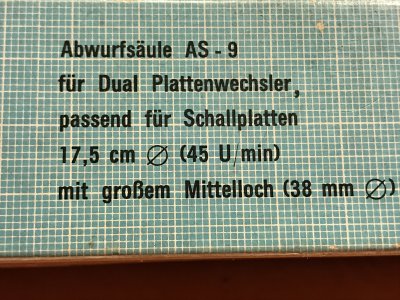 Abwurfsäule AS - 9
für Dual Plattenwechsler,
passend für Schallplatten
17,5 cm ∅ (45 U/min)
mit großem Mittelloch (38 mm ∅)